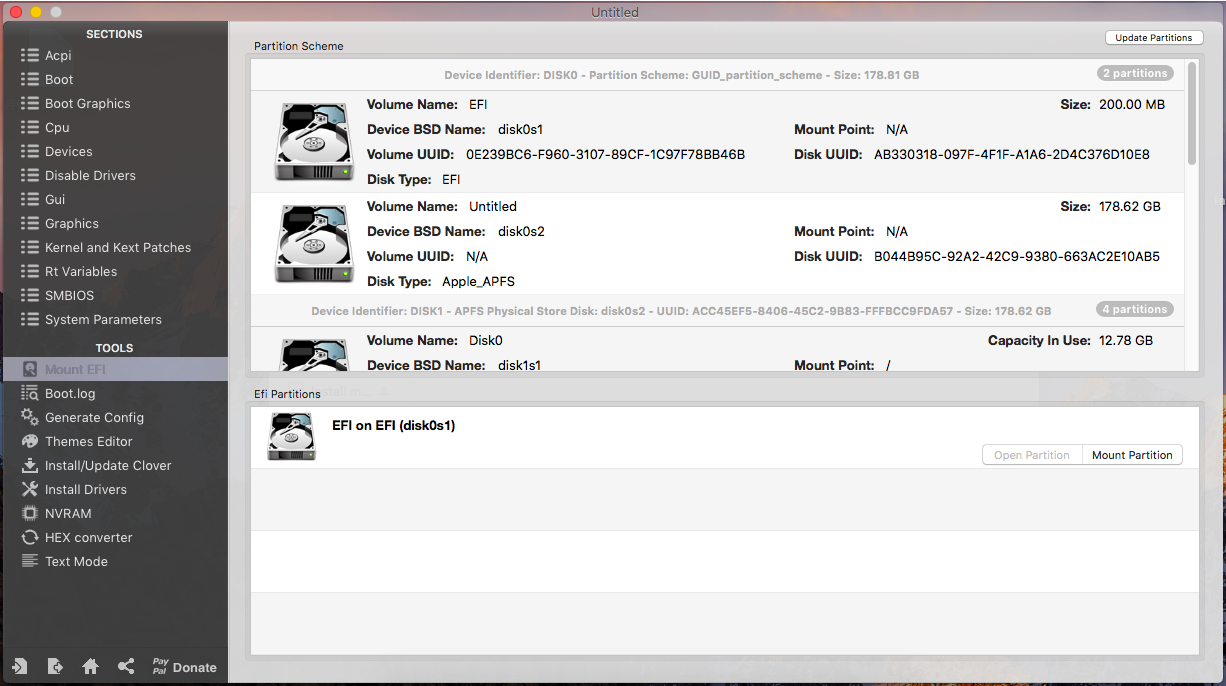 Untitled
SECTIONS
Acpi
Boot
Boot Graphics
Cpu
Devices
Disable Drivers
Gui
Graphics
Kernel and Kext Patches
Rt Variables
SMBIOS
System Parameters
TOOLS
Mount EFI
Boot.log
Generate Config
Themes Editor
Install/Update Clover
Install Drivers
NVRAM
HEX converter
Text Mode
Pay
Pal Donate
Partition Scheme
Update Partitions
Device Identifier: DISK0 - Partition Scheme: GUID_partition_scheme - Size: 178.81 GB
2 partitions
Volume Name: EFI
Size: 200.00 MB
Device BSD Name: disk0s1
Mount Point: N/A
Volume UUID: 0E239BC6-F960-3107-89CF-1C97F78BB46B
Disk UUID: AB330318-097F-4F1F-A1A6-2D4C376D10E8
Disk Type: EFI
Volume Name: Untitled
Size: 178.62 GB
Device BSD Name: disk0s2
Mount Point: N/A
Volume UUID: N/A
Disk UUID: B044B95C-92A2-42C9-9380-663AC2E10AB5
Disk Type: Apple_APFS
Device Identifier: DISK1 - APFS Physical Store Disk: disk0s2 - UUID: ACC45EF5-8406-45C2-9B83-FFFBCC9FDA57 - Size: 178.62 GB
4 partitions
Volume Name: Disk0
Capacity In Use: 12.78 GB
Device BSD Name: disk1s1
Mount Point: /
Efi Partitions
EFI on EFI (disk0s1)
Open Partition
Mount Partition